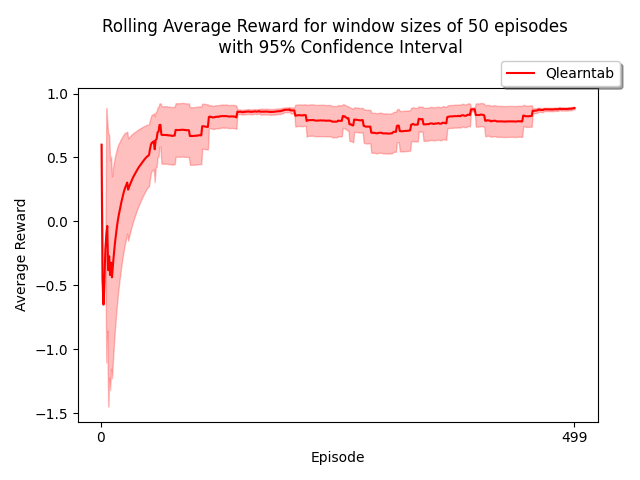 Rolling Average Reward for window sizes of 50 episodes
with 95% Confidence Interval
Qlearntab
1.0
0.5
0.0
−0.5
−1.0
−1.5
Average Reward
0
499
Episode